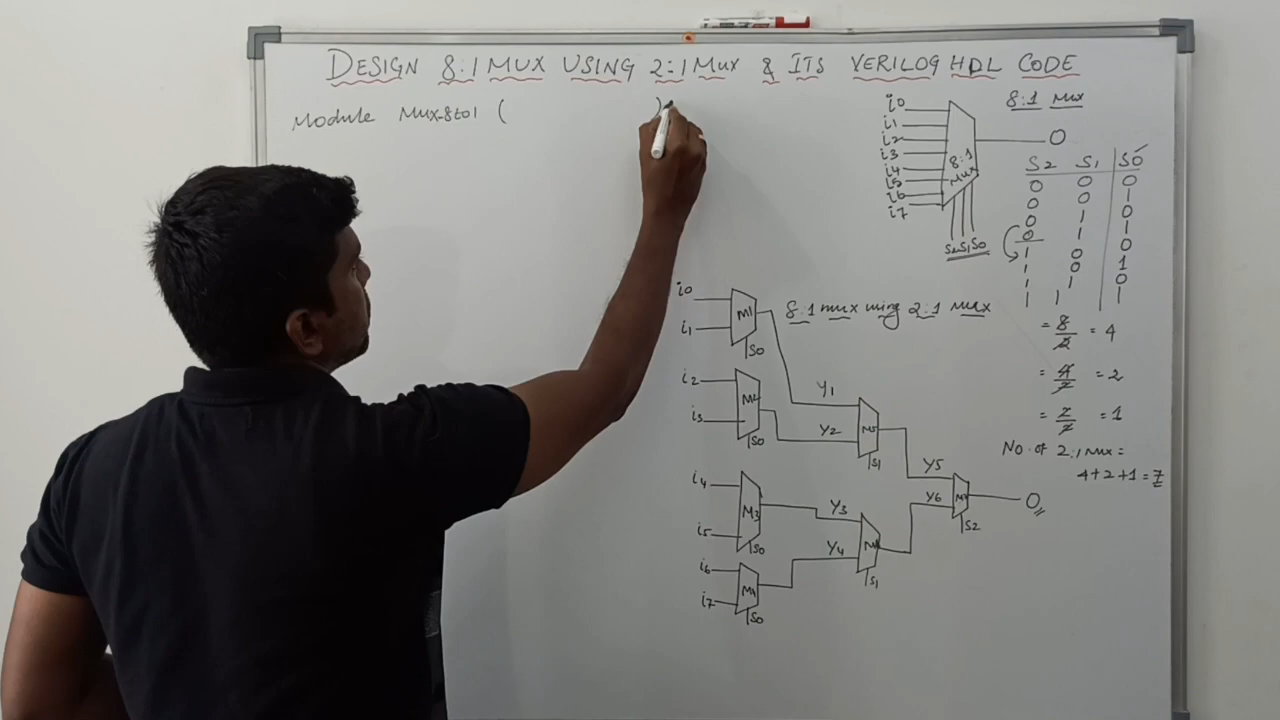 DESIGN 8:1 MUX USING 2:1 MUX & ITS VERILOG HDL CODE
Module Mux-8to1 ( )
8:1 Mux
i0
i1
i2
i3
i4
i5
i6
i7
8:1
Mux
O
S2 S1 S0
S2 S1 S0
0 0 0
0 0 1
0 1 0
0 1 1
1 0 0
1 0 1
1 1 0
1 1 1
8:1 mux using 2:1 mux
i0
i1
M1
S0
i2
i3
M2
S0
i4
i5
M3
S0
i6
i7
M4
S0
Y1
Y2
M5
S1
Y3
Y4
M6
S1
Y5
Y6
M7
S2
O
= 8/2 = 4
= 4/2 = 2
= 2/2 = 1
No. of 2:1 Mux =
4+2+1 = 7